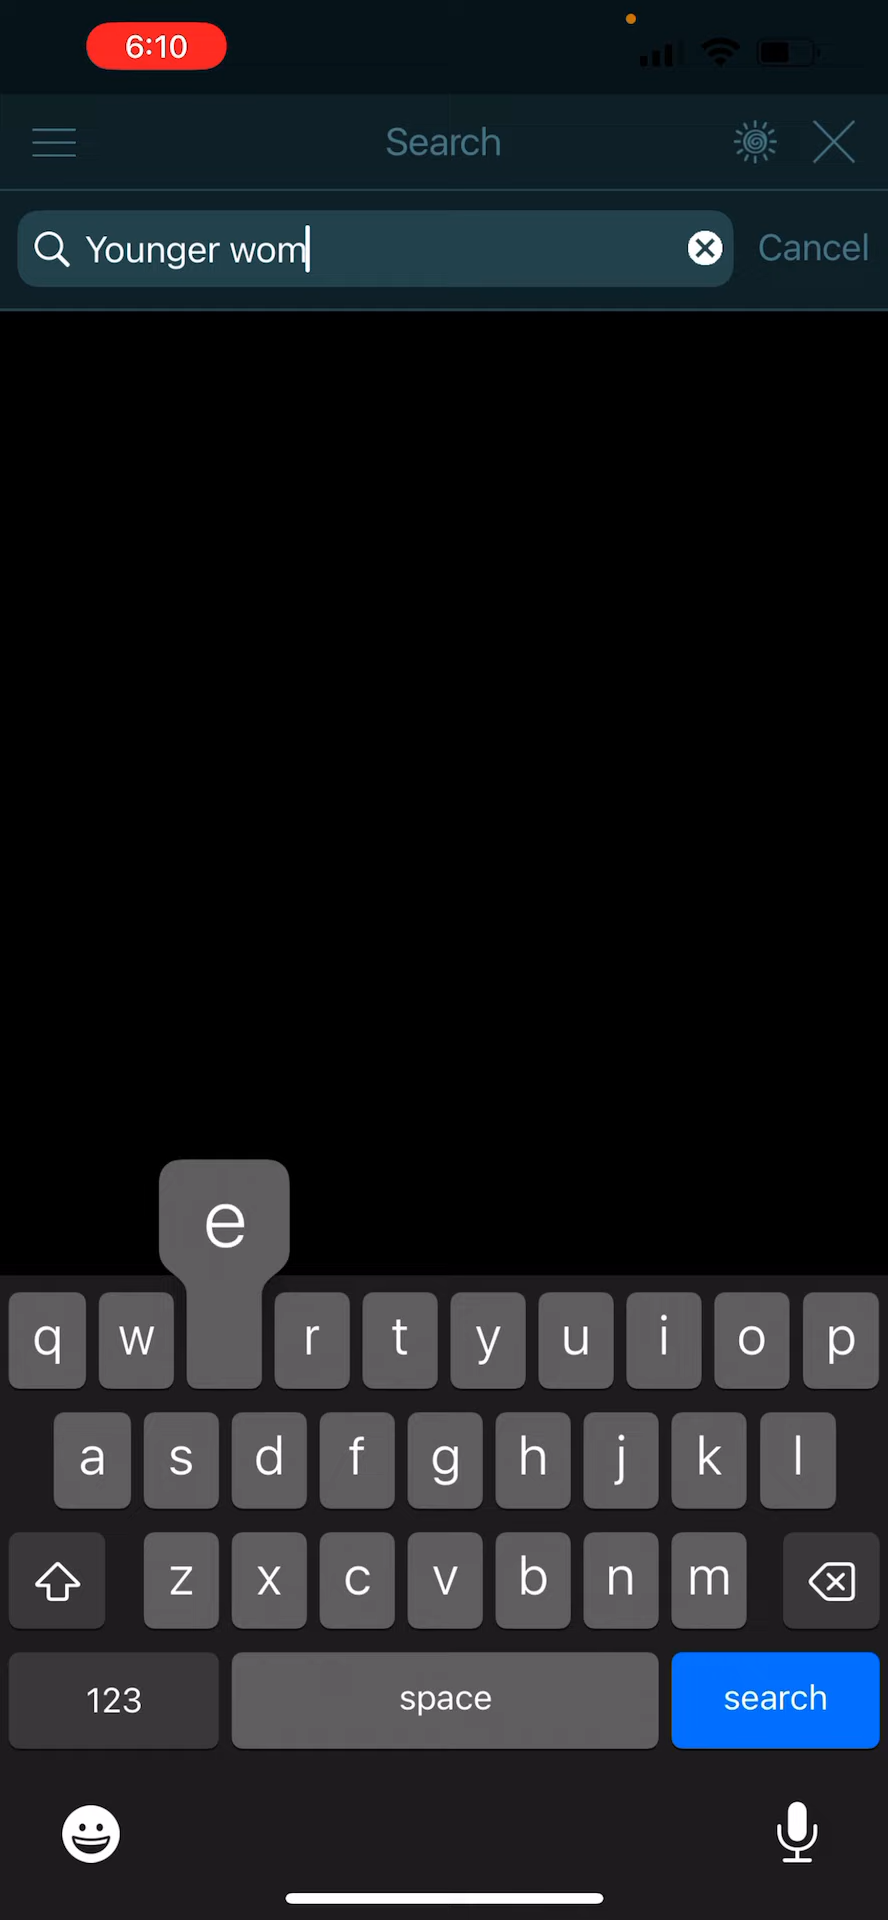 6:10
Search
Younger wom
Cancel
e
q w r t y u i o p
a s d f g h j k l
z x c v b n m
123 space search